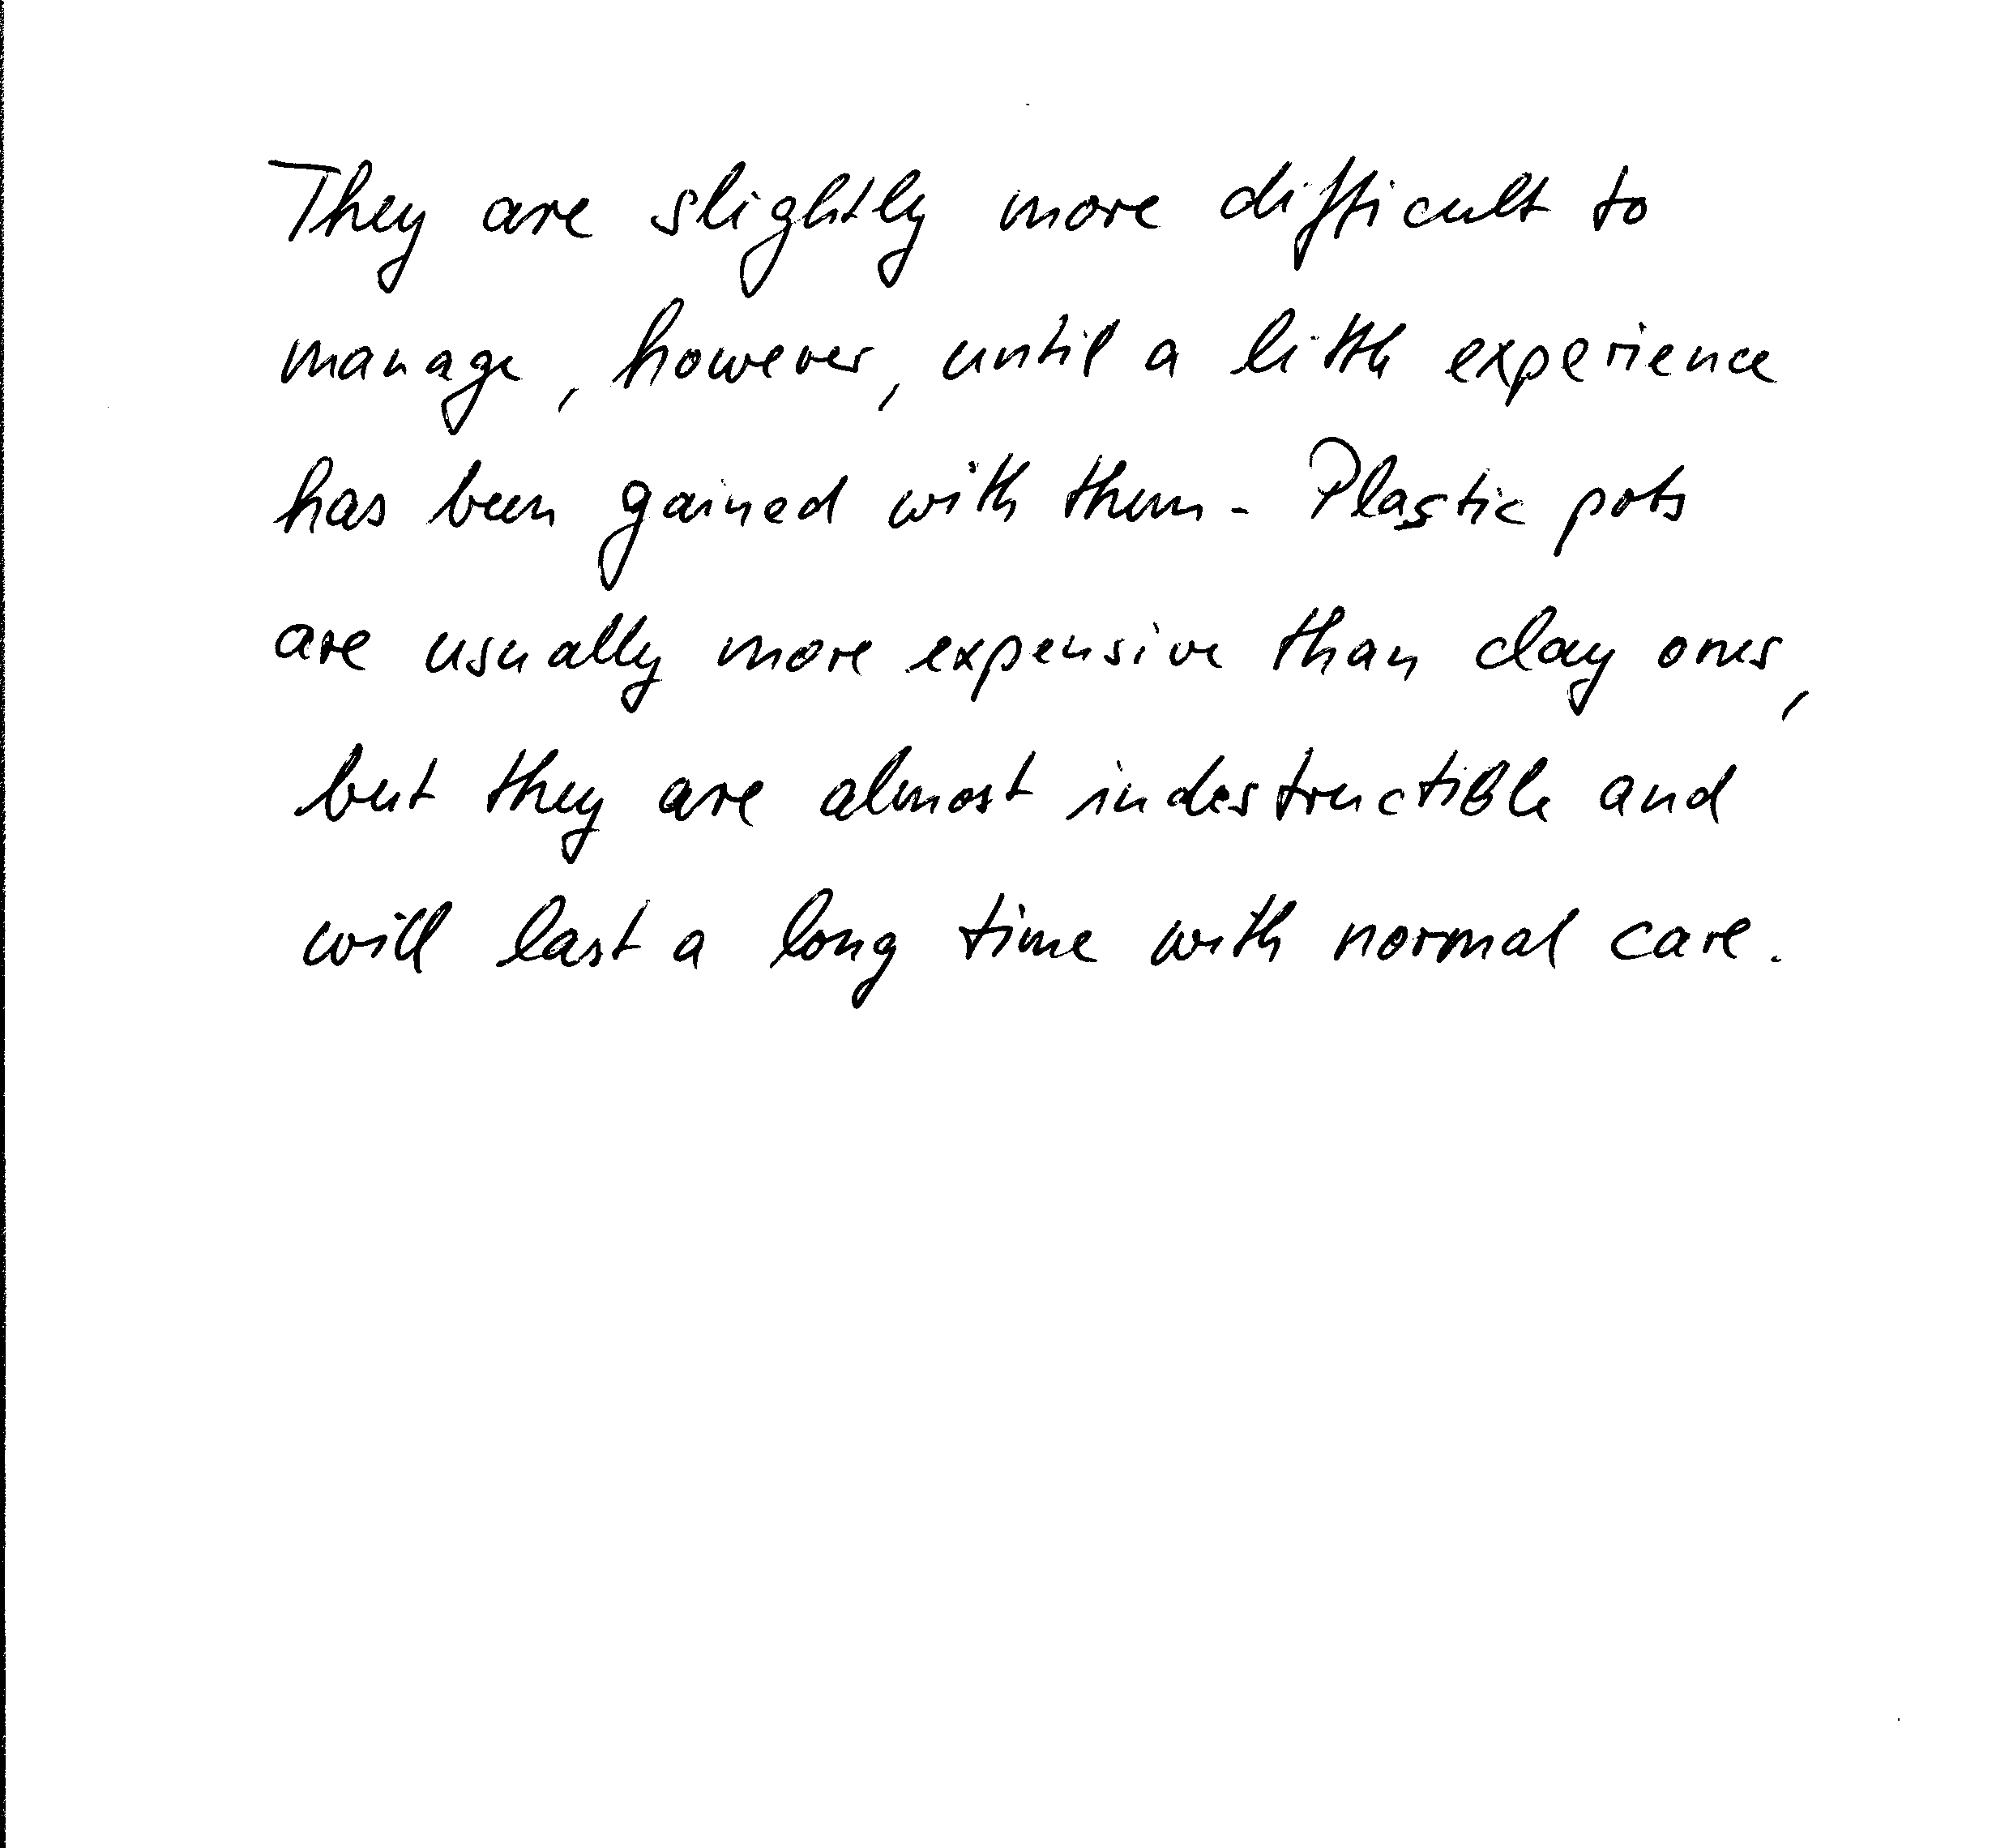 They are slightly more difficult to
manage, however, until a little experience
has been gained with them. Plastic pots
are usually more expensive than clay ones,
but they are almost indestructible and
will last a long time with normal care.